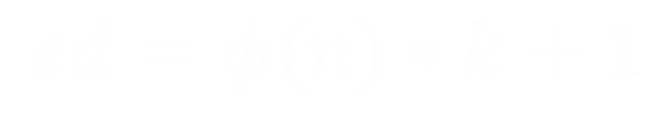 ed = ϕ(n) * k + 1